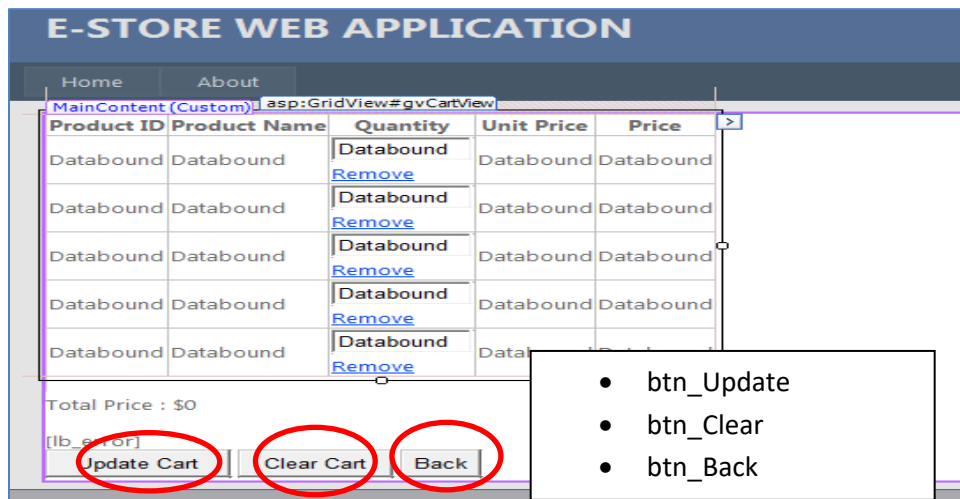 E-STORE WEB APPLICATION
Home About
MainContent (Custom) asp:GridView#gvCartView
Product ID Product Name Quantity Unit Price Price >
Databound Databound Databound Databound Databound
Remove
Databound Databound Databound Databound Databound
Remove
Databound Databound Databound Databound Databound
Remove
Databound Databound Databound Databound Databound
Remove
Databound Databound Databound
Remove
Total Price : $0
[lb_error]
Update Cart Clear Cart Back
• btn_Update
• btn_Clear
• btn_Back